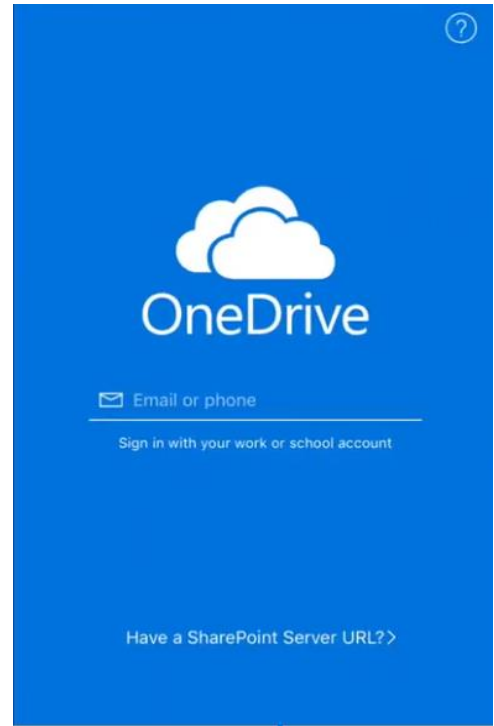 ?
OneDrive
Email or phone
Sign in with your work or school account
Have a SharePoint Server URL?>